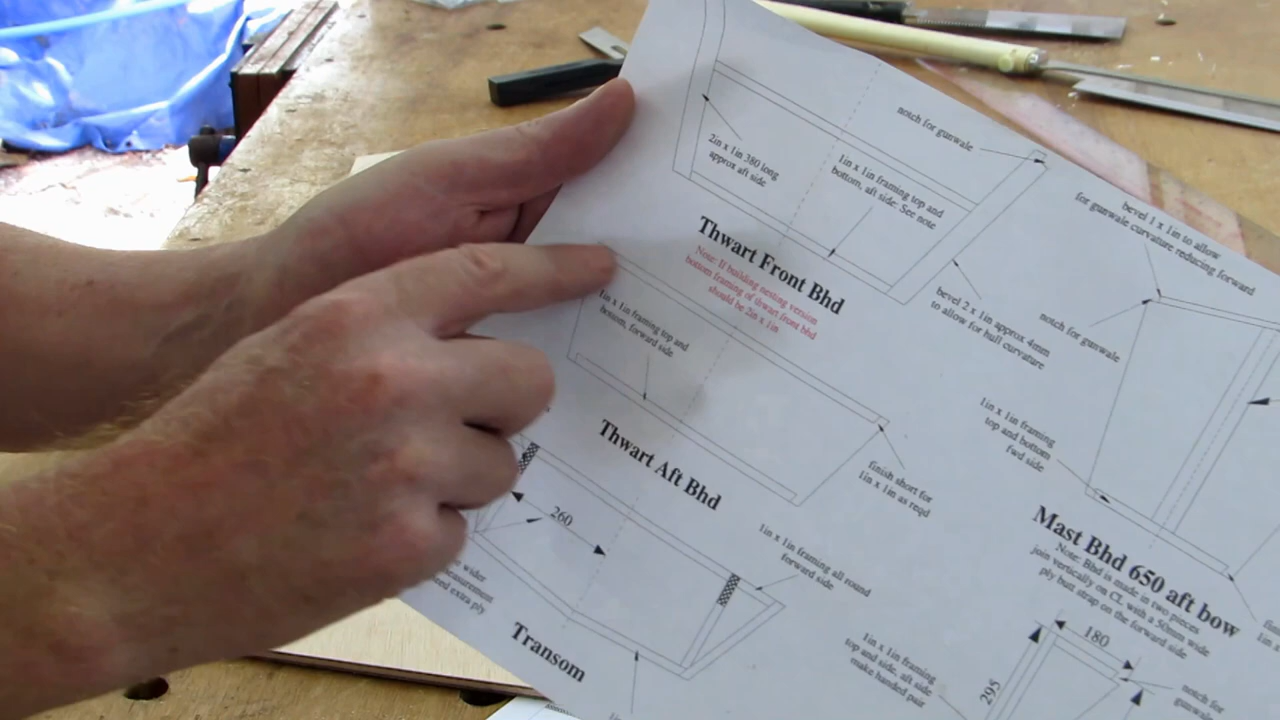 notch for gunwale
2in x 1in 380 long
approx aft side
1in x 1in framing top and
bottom, aft side. See note
Thwart Front Bhd
Note: If building nesting version
bottom framing of thwart front bhd
should be 2in x 1in
bevel 1 x 1in to allow
for gunwale curvature reducing forward
notch for gunwale
bevel 2 x 1in approx 4mm
to allow for hull curvature
1in x 1in framing top and
bottom, forward side
Thwart Aft Bhd
finish short for
1in x 1in as reqd
1in x 1in framing
top and bottom
fwd side
Mast Bhd 650 aft bow
Note: Bhd is made in two pieces
join vertically on CL with a 50mm wide
ply butt strap on the forward side
260
1in x 1in framing all round
forward side
wider
extra ply
Transom
1in x 1in framing
top and side, aft side
make handed pair
180
295
notch for
gunwale